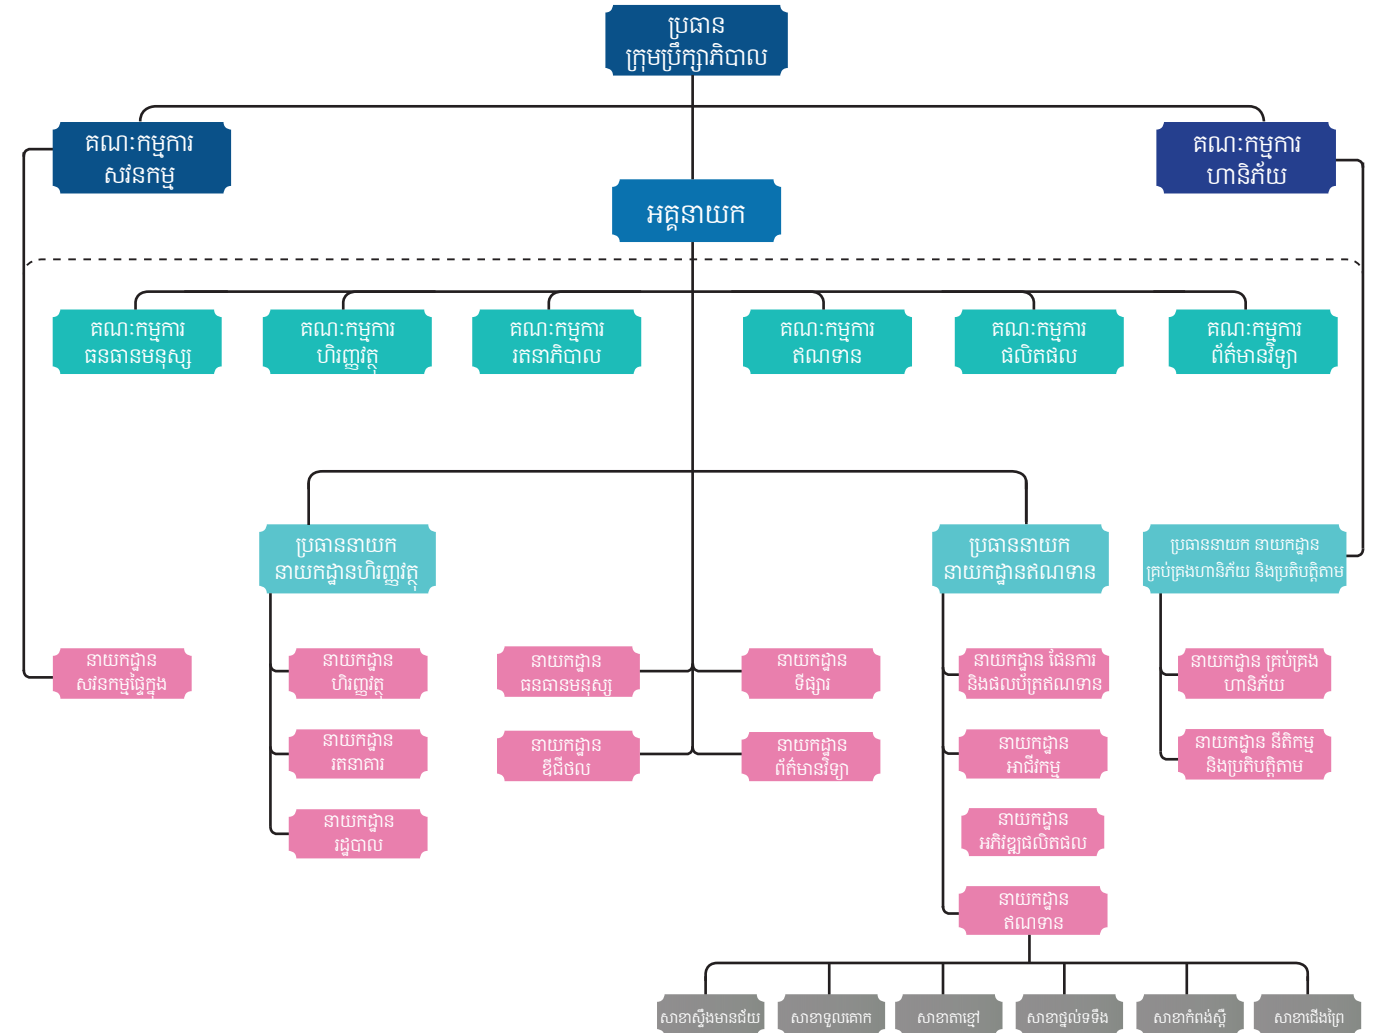 ប្រធាន
ក្រុមប្រឹក្សាភិបាល
គណៈកម្មការ
សវនកម្ម
គណៈកម្មការ
ហានិភ័យ
អគ្គនាយក
គណៈកម្មការ
ធនធានមនុស្ស
គណៈកម្មការ
ហិរញ្ញវត្ថុ
គណៈកម្មការ
រតនាភិបាល
គណៈកម្មការ
ឥណទាន
គណៈកម្មការ
ផលិតផល
គណៈកម្មការ
ព័ត៌មានវិទ្យា
ប្រធាននាយក
នាយកដ្ឋានហិរញ្ញវត្ថុ
ប្រធាននាយក
នាយកដ្ឋានឥណទាន
ប្រធាននាយក នាយកដ្ឋាន
គ្រប់គ្រងហានិភ័យ និងប្រតិបត្តិតាម
នាយកដ្ឋាន
សវនកម្មផ្ទៃក្នុង
នាយកដ្ឋាន
ហិរញ្ញវត្ថុ
នាយកដ្ឋាន
ធនធានមនុស្ស
នាយកដ្ឋាន
ទីផ្សារ
នាយកដ្ឋាន ផែនការ
និងផលប័ត្រឥណទាន
នាយកដ្ឋាន គ្រប់គ្រង
ហានិភ័យ
នាយកដ្ឋាន
រតនាគារ
នាយកដ្ឋាន
ឌីជីថល
នាយកដ្ឋាន
ព័ត៌មានវិទ្យា
នាយកដ្ឋាន
អាជីវកម្ម
នាយកដ្ឋាន នីតិកម្ម
និងប្រតិបត្តិតាម
នាយកដ្ឋាន
រដ្ឋបាល
នាយកដ្ឋាន
អភិវឌ្ឍផលិតផល
នាយកដ្ឋាន
ឥណទាន
សាខាស្ទឹងមានជ័យ
សាខាទួលគោក
សាខាតាខ្មៅ
សាខាថ្នល់ទទឹង
សាខាកំពង់ស្ពឺ
សាខាជើងព្រៃ